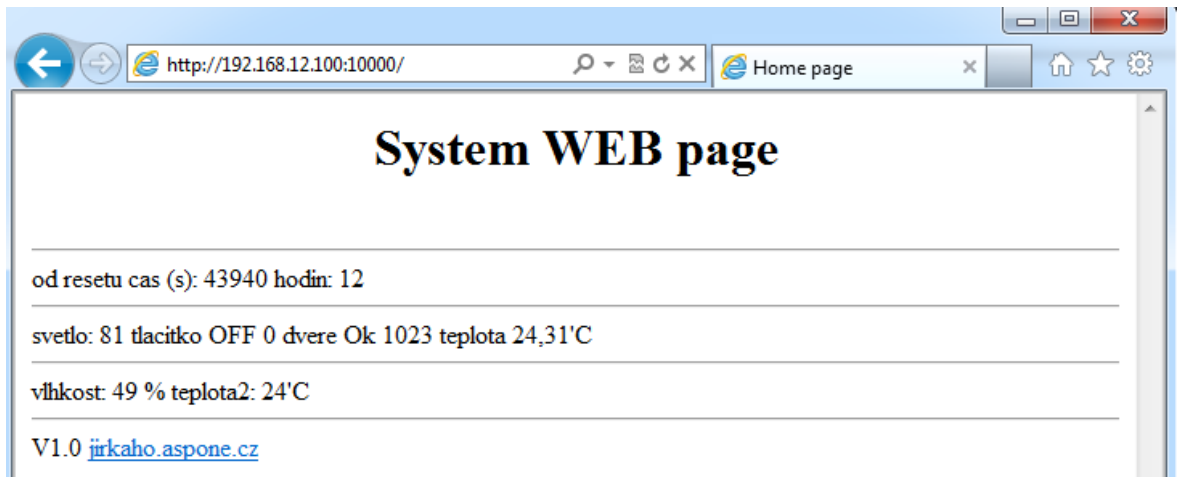 http://192.168.12.100:10000/
Home page
System WEB page
od resetu cas (s): 43940 hodin: 12
svetlo: 81 tlacitko OFF 0 dvere Ok 1023 teplota 24,31'C
vlhkost: 49 % teplota2: 24'C
V1.0 jirkaho.aspone.cz